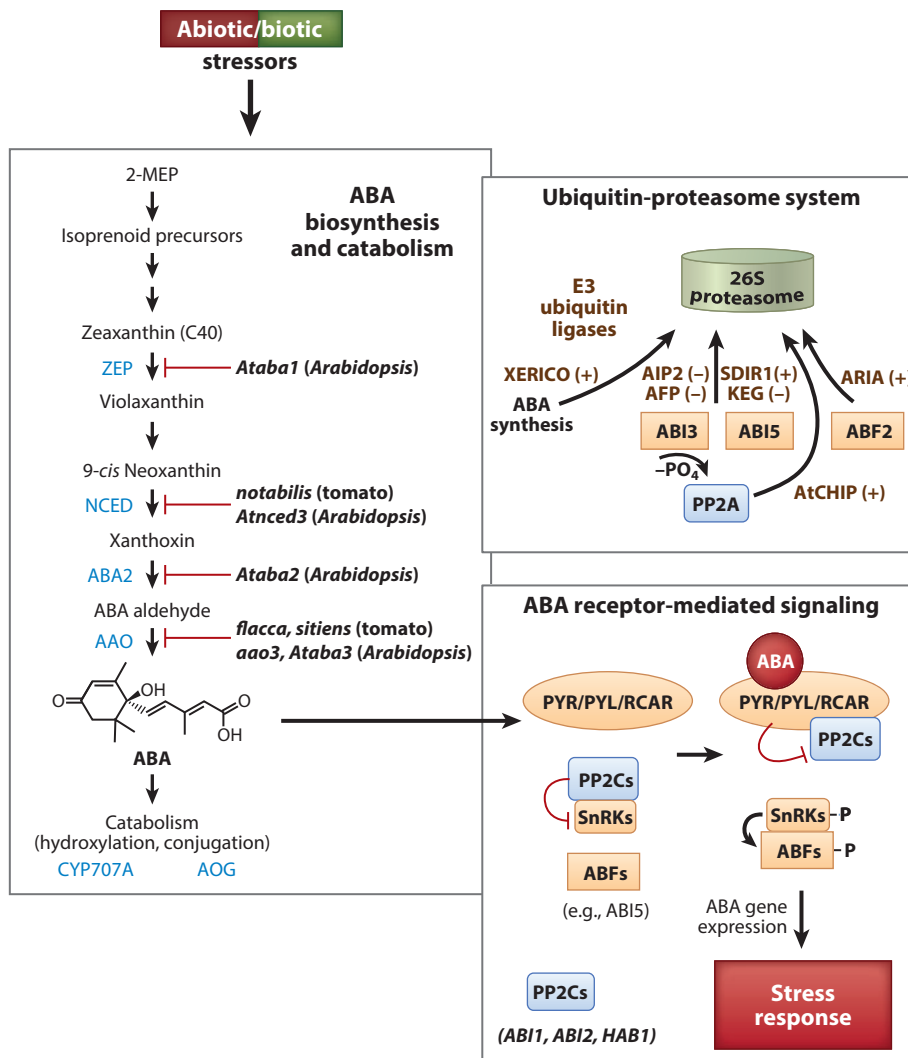 Abiotic/biotic
stressors
ABA
biosynthesis
and catabolism
2-MEP
Isoprenoid precursors
Zeaxanthin (C40)
ZEP
Ataba1 (Arabidopsis)
Violaxanthin
9-cis Neoxanthin
NCED
notabilis (tomato)
Atnced3 (Arabidopsis)
Xanthoxin
ABA2
Ataba2 (Arabidopsis)
ABA aldehyde
AAO
flacca, sitiens (tomato)
aao3, Ataba3 (Arabidopsis)
O
OH
O
OH
ABA
Catabolism
(hydroxylation, conjugation)
CYP707A AOG
Ubiquitin-proteasome system
26S
proteasome
E3
ubiquitin
ligases
XERICO (+)
ABA
synthesis
AIP2 (–)
AFP (–)
SDIR1(+)
KEG (–)
ARIA (+)
ABI3
ABI5
ABF2
–PO4
PP2A
AtCHIP (+)
ABA receptor-mediated signaling
PYR/PYL/RCAR
PP2Cs
SnRKs
ABFs
(e.g., ABI5)
PP2Cs
(ABI1, ABI2, HAB1)
ABA
PYR/PYL/RCAR
PP2Cs
SnRKs–P
ABFs–P
ABA gene
expression
Stress
response